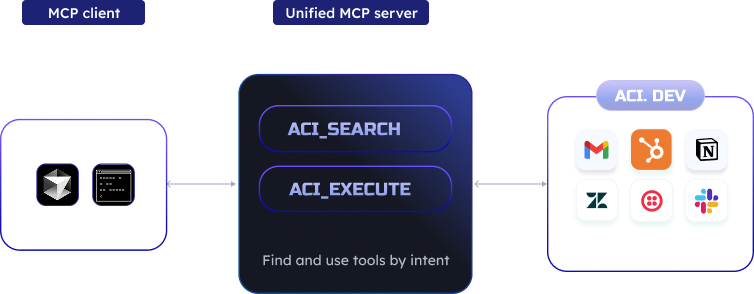 MCP client
Unified MCP server
ACI. DEV
ACI_SEARCH
ACI_EXECUTE
Find and use tools by intent